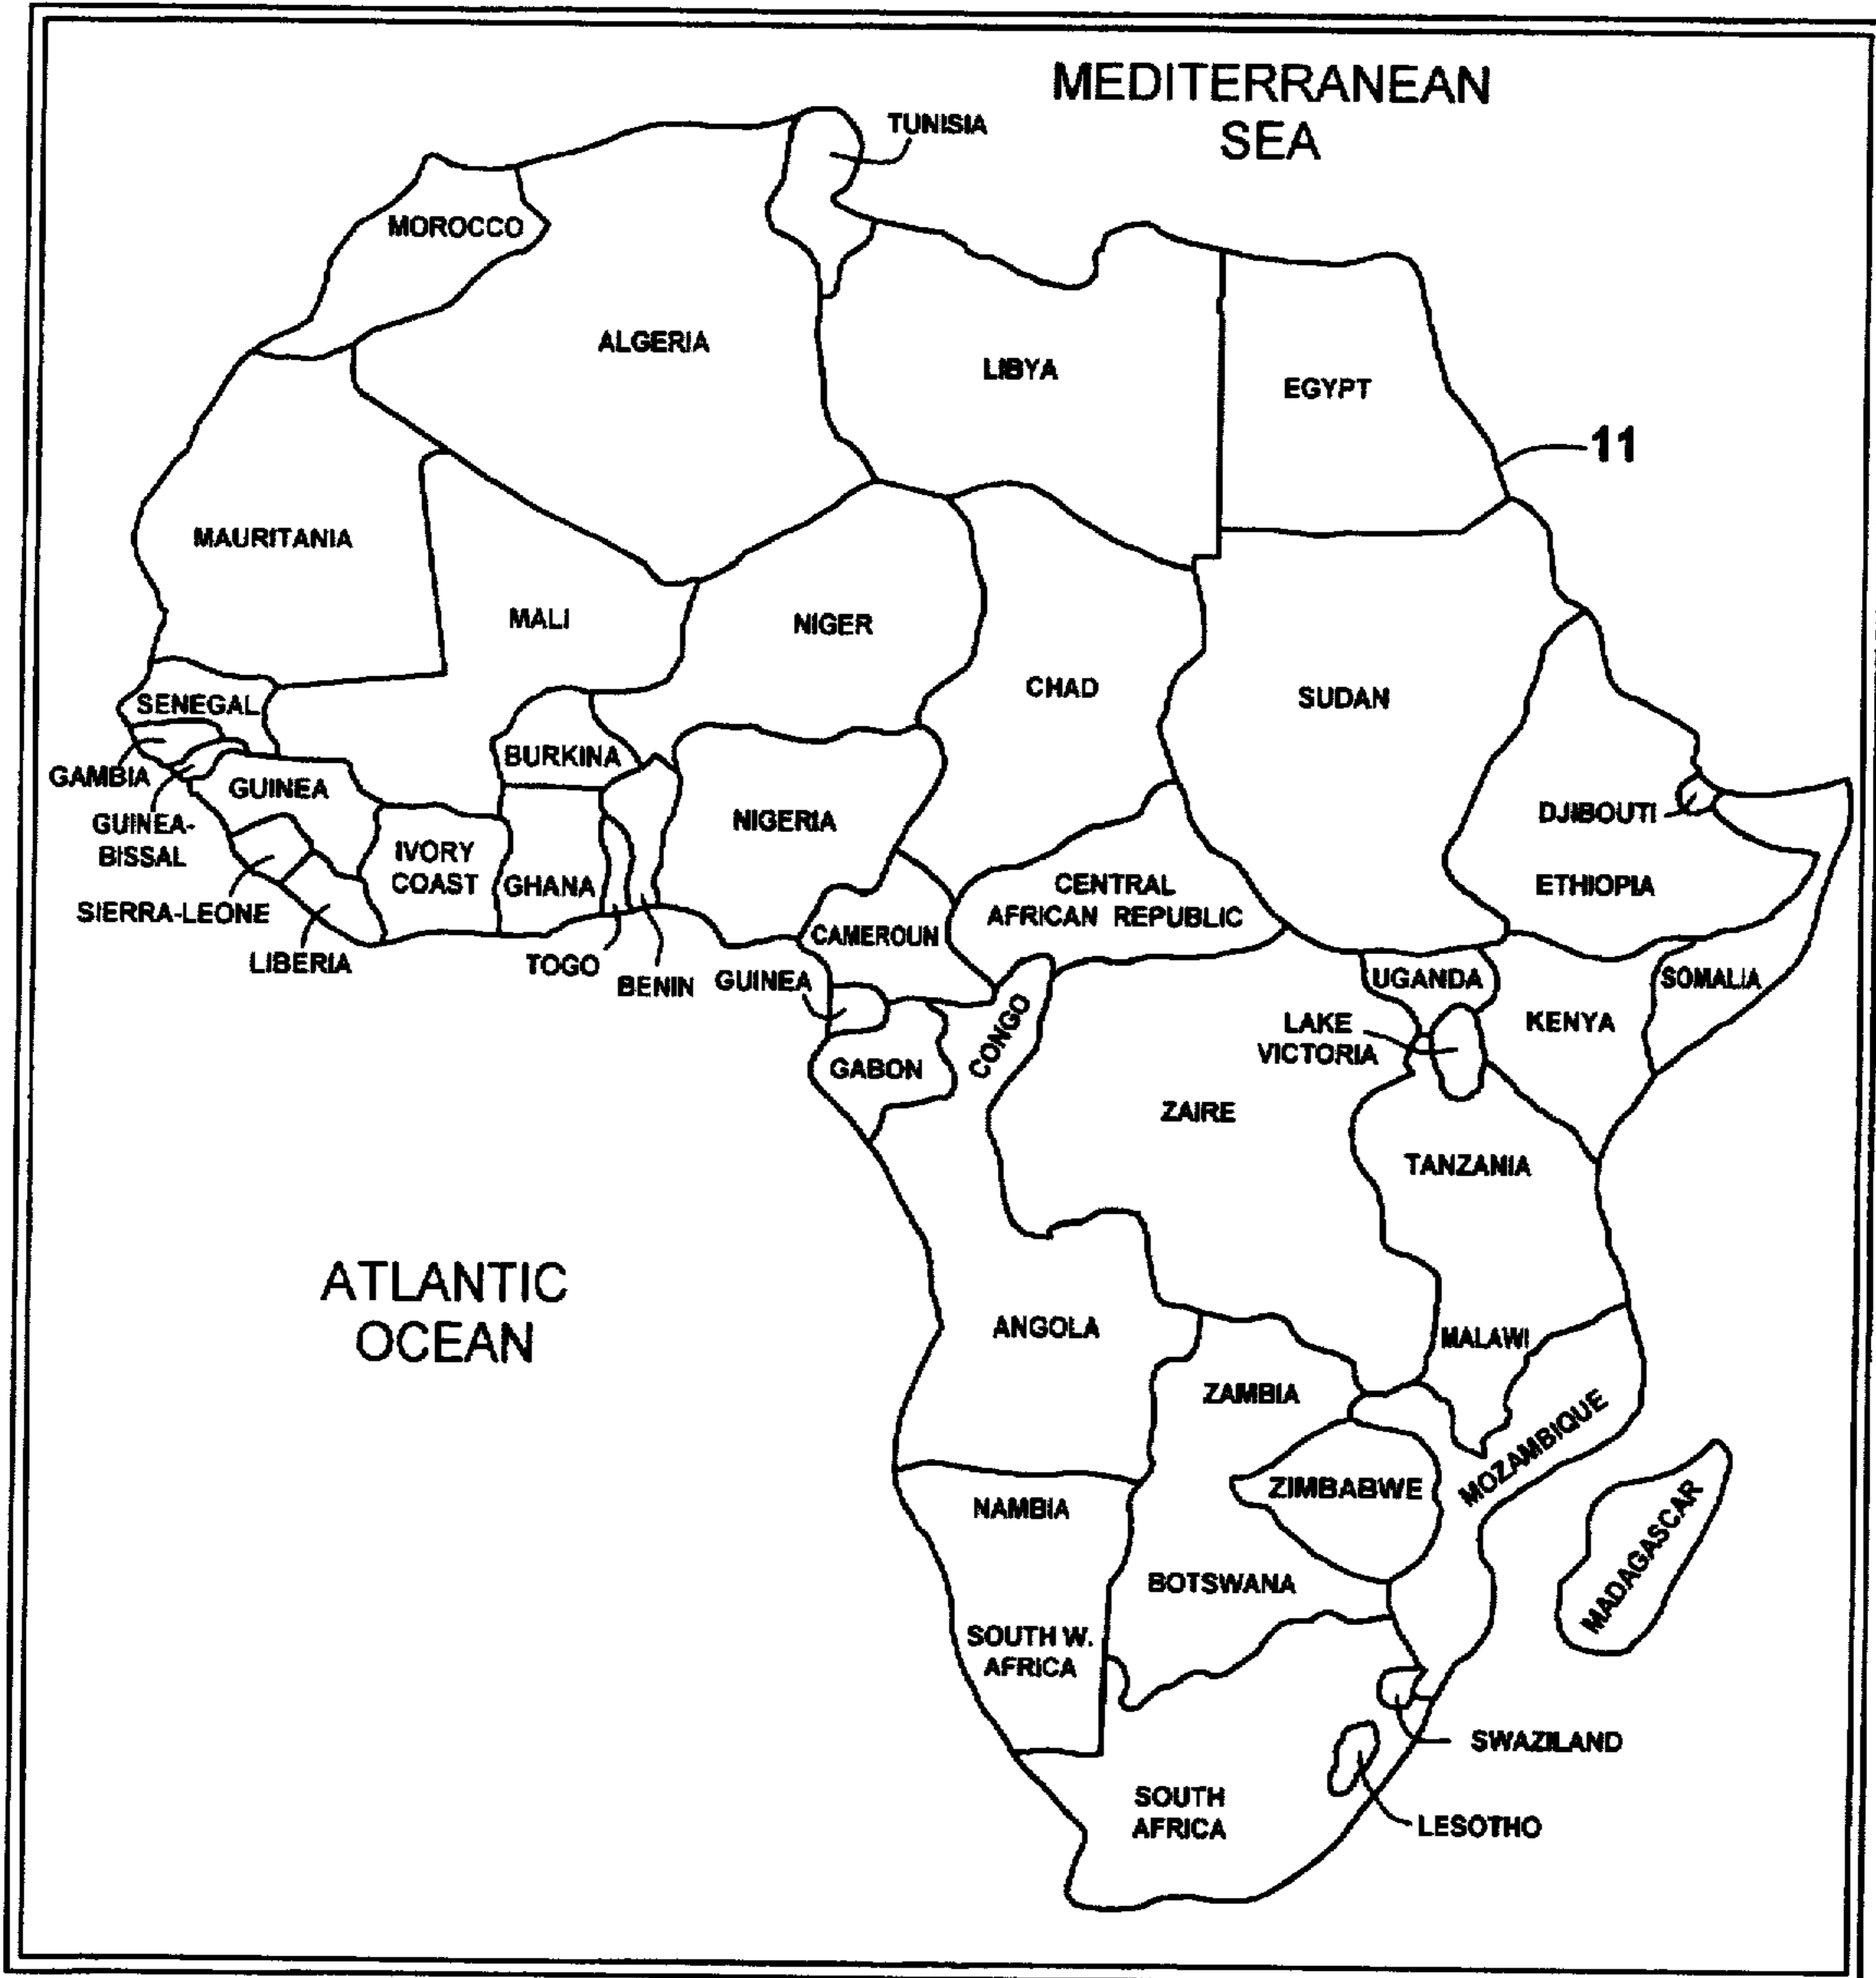 MEDITERRANEAN
SEA
TUNISIA
MOROCCO
ALGERIA
LIBYA
EGYPT
11
MAURITANIA
MALI
NIGER
CHAD
SUDAN
SENEGAL
GAMBIA
BURKINA
GUINEA
GUINEA-
BISSAL
NIGERIA
DJIBOUTI
IVORY
COAST
GHANA
CENTRAL
AFRICAN REPUBLIC
ETHIOPIA
SIERRA-LEONE
LIBERIA
TOGO
BENIN
CAMEROUN
GUINEA
UGANDA
SOMALIA
CONGO
LAKE
VICTORIA
KENYA
GABON
ZAIRE
TANZANIA
ATLANTIC
OCEAN
ANGOLA
MALAWI
ZAMBIA
MOZAMBIQUE
ZIMBABWE
NAMBIA
MADAGASCAR
BOTSWANA
SOUTH W.
AFRICA
SWAZILAND
SOUTH
AFRICA
LESOTHO